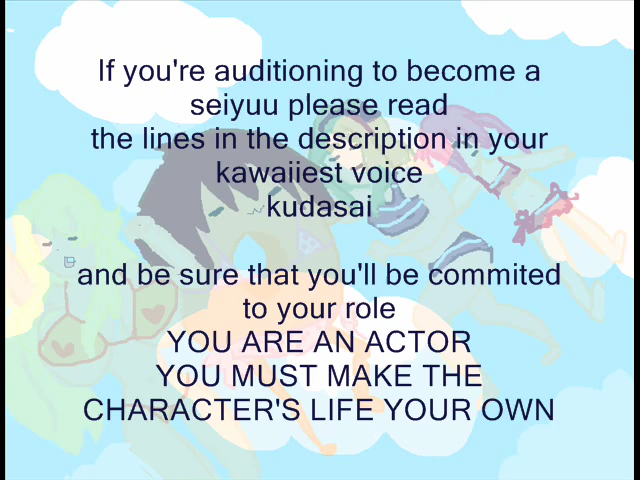 If you're auditioning to become a
seiyuu please read
the lines in the description in your
kawaiiest voice
kudasai
and be sure that you'll be commited
to your role
YOU ARE AN ACTOR
YOU MUST MAKE THE
CHARACTER'S LIFE YOUR OWN